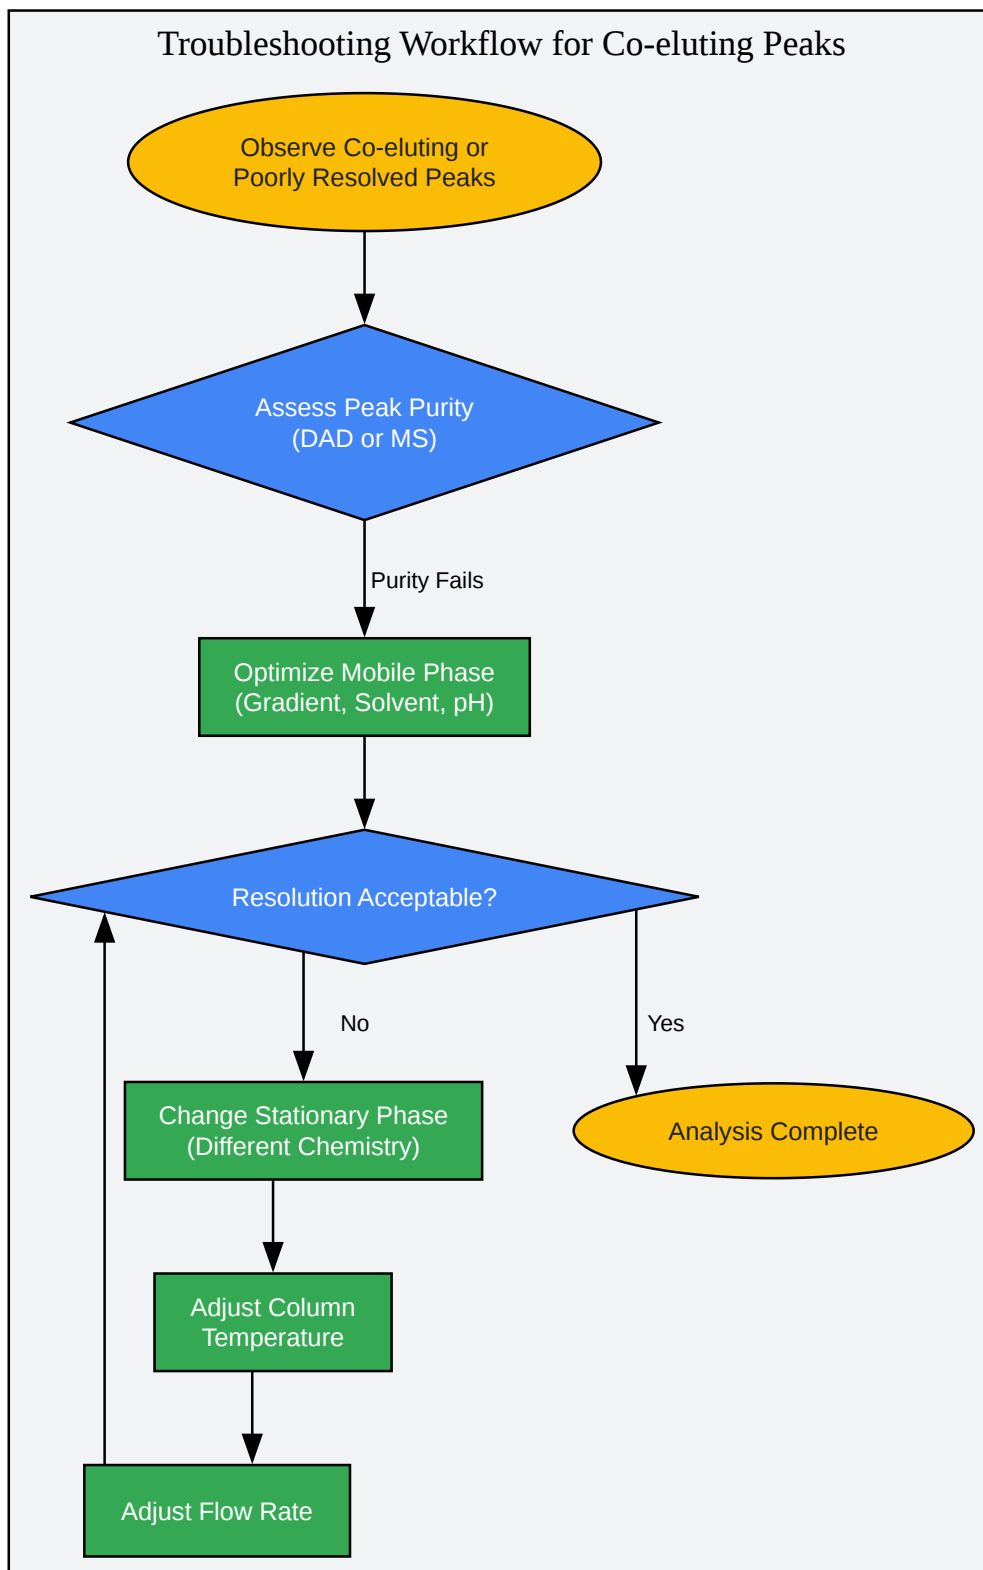 Troubleshooting Workflow for Co-eluting Peaks
Observe Co-eluting or
Poorly Resolved Peaks
Assess Peak Purity
(DAD or MS)
Purity Fails
Optimize Mobile Phase
(Gradient, Solvent, pH)
Resolution Acceptable?
No
Yes
Change Stationary Phase
(Different Chemistry)
Analysis Complete
Adjust Column
Temperature
Adjust Flow Rate